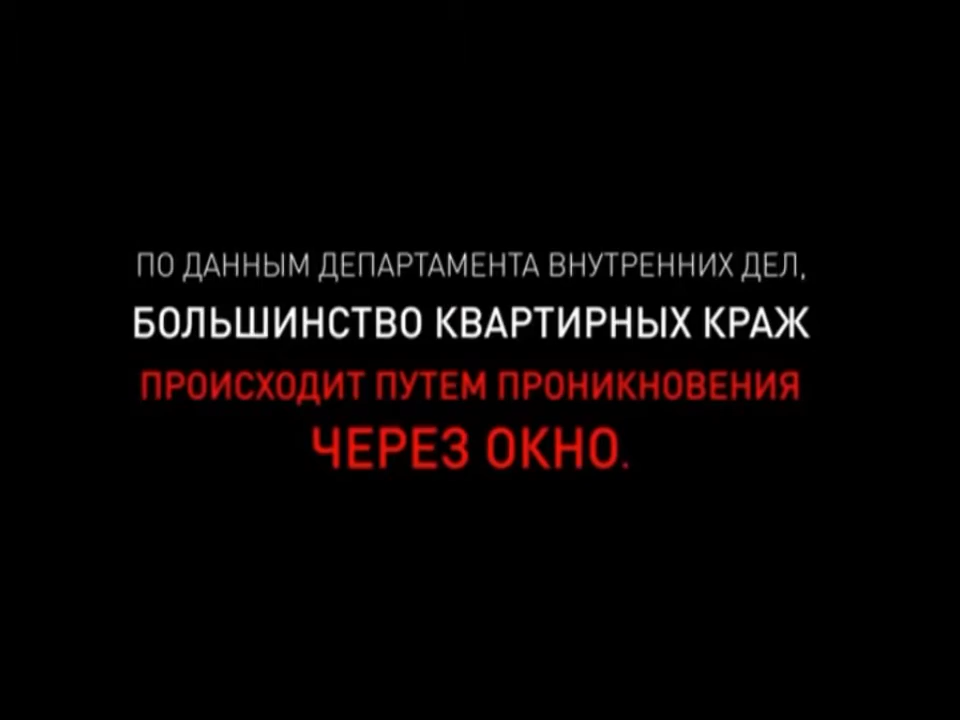 ПО ДАННЫМ ДЕПАРТАМЕНТА ВНУТРЕННИХ ДЕЛ,
БОЛЬШИНСТВО КВАРТИРНЫХ КРАЖ
ПРОИСХОДИТ ПУТЕМ ПРОНИКНОВЕНИЯ
ЧЕРЕЗ ОКНО.